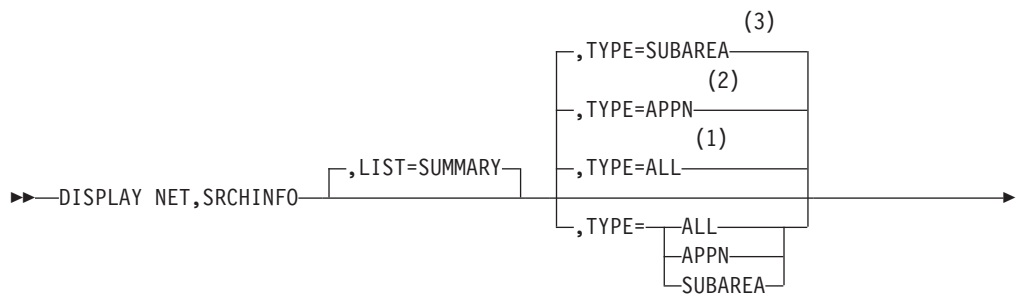 (3)
,TYPE=SUBAREA
(2)
,TYPE=APPN
(1)
,LIST=SUMMARY ,TYPE=ALL
DISPLAY NET,SRCHINFO
,TYPE= ALL
APPN
SUBAREA